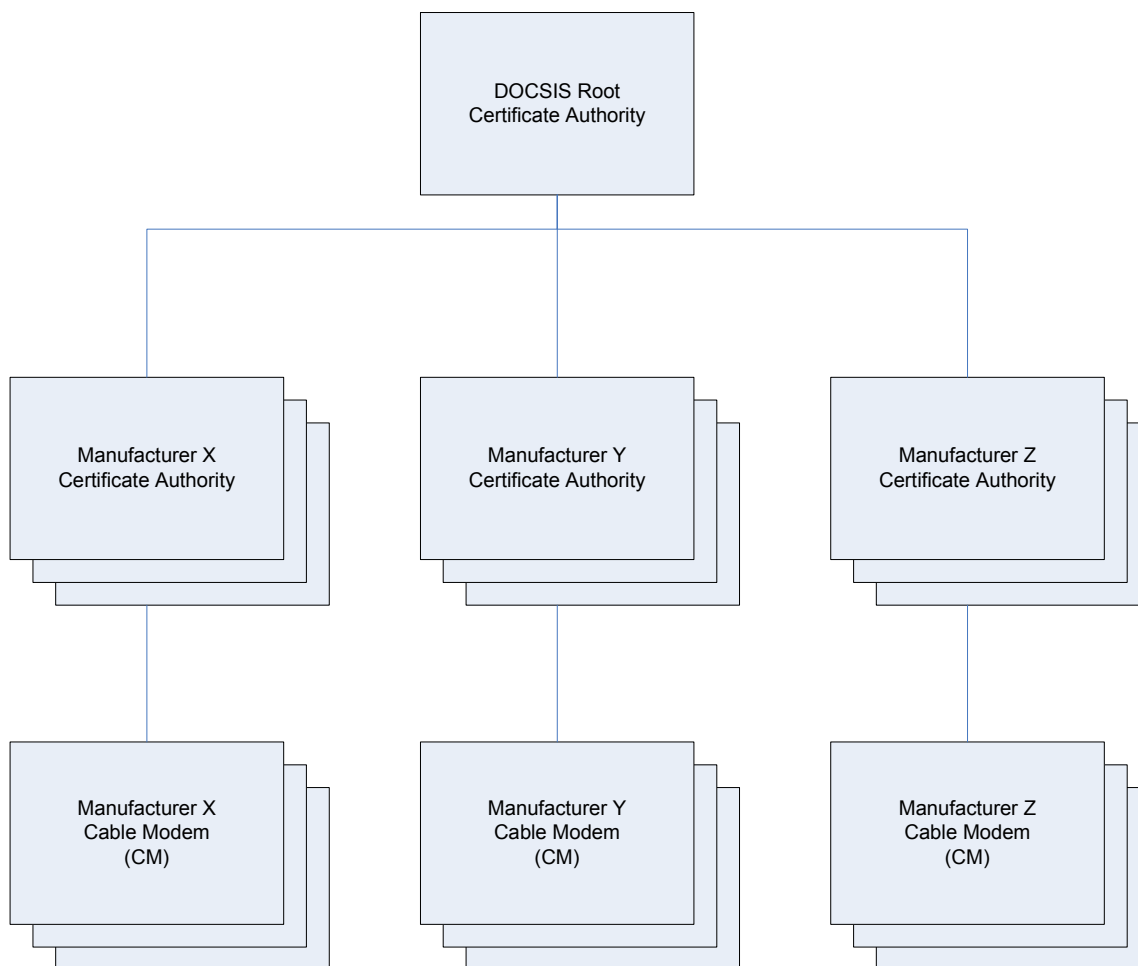 DOCSIS Root
Certificate Authority
Manufacturer X
Certificate Authority
Manufacturer Y
Certificate Authority
Manufacturer Z
Certificate Authority
Manufacturer X
Cable Modem
(CM)
Manufacturer Y
Cable Modem
(CM)
Manufacturer Z
Cable Modem
(CM)